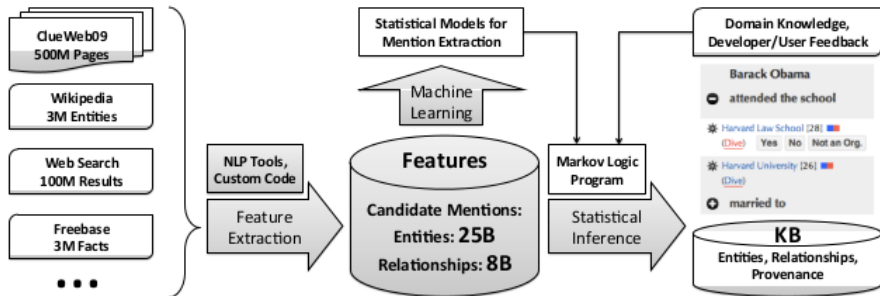 ClueWeb09
500M Pages
Wikipedia
3M Entities
Web Search
100M Results
Freebase
3M Facts
NLP Tools,
Custom Code
Feature
Extraction
Statistical Models for
Mention Extraction
Machine
Learning
Features
Candidate Mentions:
Entities: 25B
Relationships: 8B
Markov Logic
Program
Statistical
Inference
Domain Knowledge,
Developer/User Feedback
Barack Obama
attended the school
Harvard Law School [28]
(Dive) Yes No Not an Org.
Harvard University [26]
(Dive)
married to
KB
Entities, Relationships,
Provenance